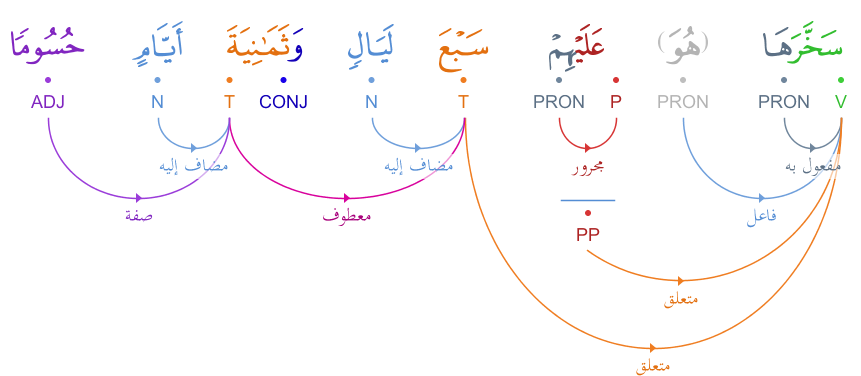 سَخَّرَهَا (هُوَ) عَلَيْهِمْ سَبْعَ لَيَالٍ وَثَمَٰنِيَةَ أَيَّامٍ حُسُومًا
V PRON PRON P PRON T N CONJ T N ADJ
مفعول به مجرور مضاف إليه مضاف إليه
فاعل معطوف صفة
PP
متعلق
متعلق